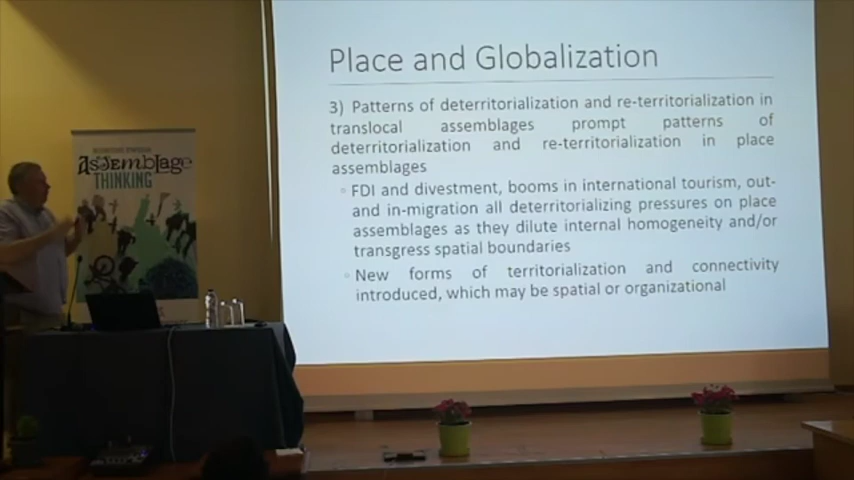 Place and Globalization
3) Patterns of deterritorialization and re-territorialization in
translocal assemblages prompt patterns of
deterritorialization and re-territorialization in place
assemblages
FDI and divestment, booms in international tourism, out-
and in-migration all deterritorializing pressures on place
assemblages as they dilute internal homogeneity and/or
transgress spatial boundaries
New forms of territorialization and connectivity
introduced, which may be spatial or organizational
Assemblage
THINKING